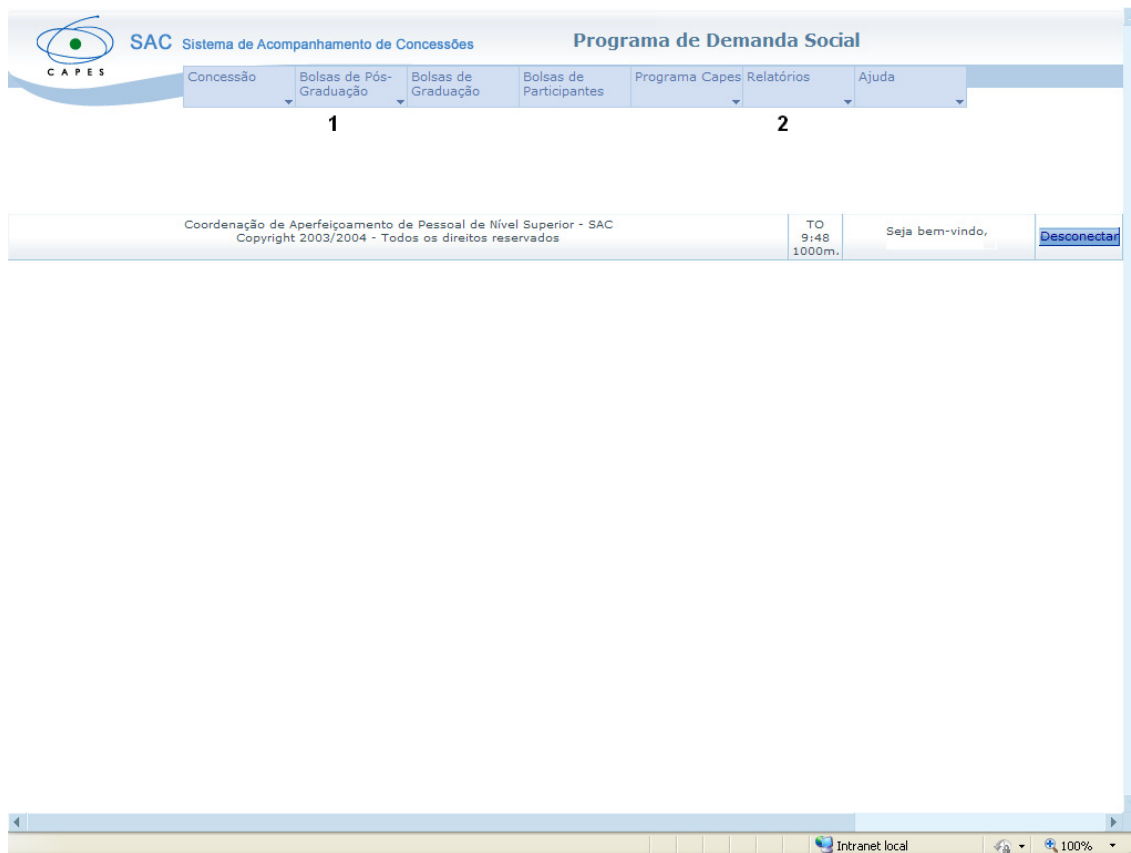 CAPES
SAC Sistema de Acompanhamento de Concessões
Programa de Demanda Social
Concessão
Bolsas de Pós-
Graduação
Bolsas de
Graduação
Bolsas de
Participantes
Programa Capes
Relatórios
Ajuda
1
2
Coordenação de Aperfeiçoamento de Pessoal de Nível Superior - SAC
Copyright 2003/2004 - Todos os direitos reservados
TO
9:48
1000m.
Seja bem-vindo,
Desconectar
Intranet local
100%